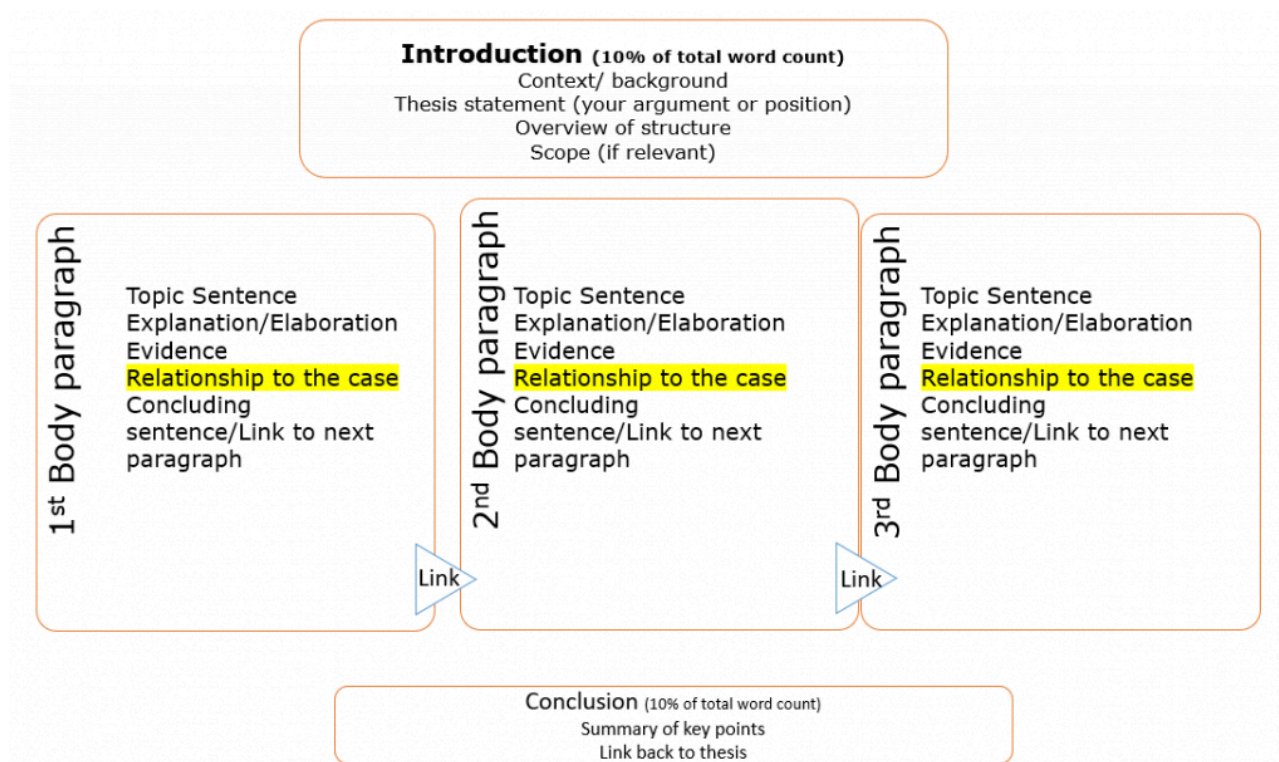 Introduction (10% of total word count)
Context/ background
Thesis statement (your argument or position)
Overview of structure
Scope (if relevant)
1st Body paragraph
Topic Sentence
Explanation/Elaboration
Evidence
Relationship to the case
Concluding
sentence/Link to next
paragraph
Link
2nd Body paragraph
Topic Sentence
Explanation/Elaboration
Evidence
Relationship to the case
Concluding
sentence/Link to next
paragraph
Link
3rd Body paragraph
Topic Sentence
Explanation/Elaboration
Evidence
Relationship to the case
Concluding
sentence/Link to next
paragraph
Conclusion (10% of total word count)
Summary of key points
Link back to thesis